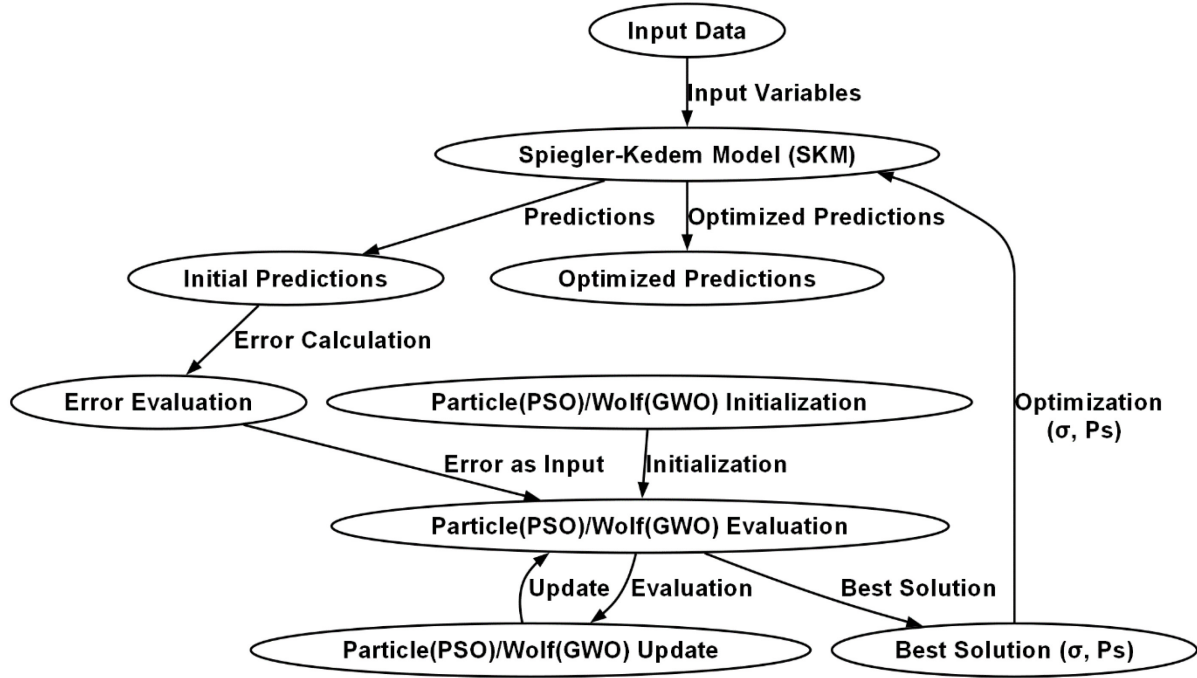 Input Data
Input Variables
Spiegler-Kedem Model (SKM)
Predictions
Optimized Predictions
Initial Predictions
Optimized Predictions
Error Calculation
Error Evaluation
Particle(PSO)/Wolf(GWO) Initialization
Optimization
(σ, Ps)
Error as Input
Initialization
Particle(PSO)/Wolf(GWO) Evaluation
Update
Evaluation
Best Solution
Particle(PSO)/Wolf(GWO) Update
Best Solution (σ, Ps)